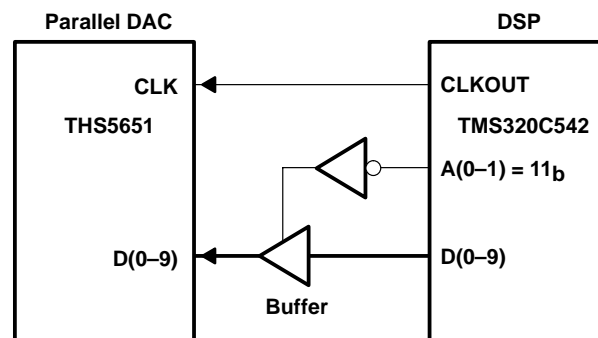 Parallel DAC
DSP
CLK
CLKOUT
THS5651
TMS320C542
A(0–1) = 11b
D(0–9)
D(0–9)
Buffer